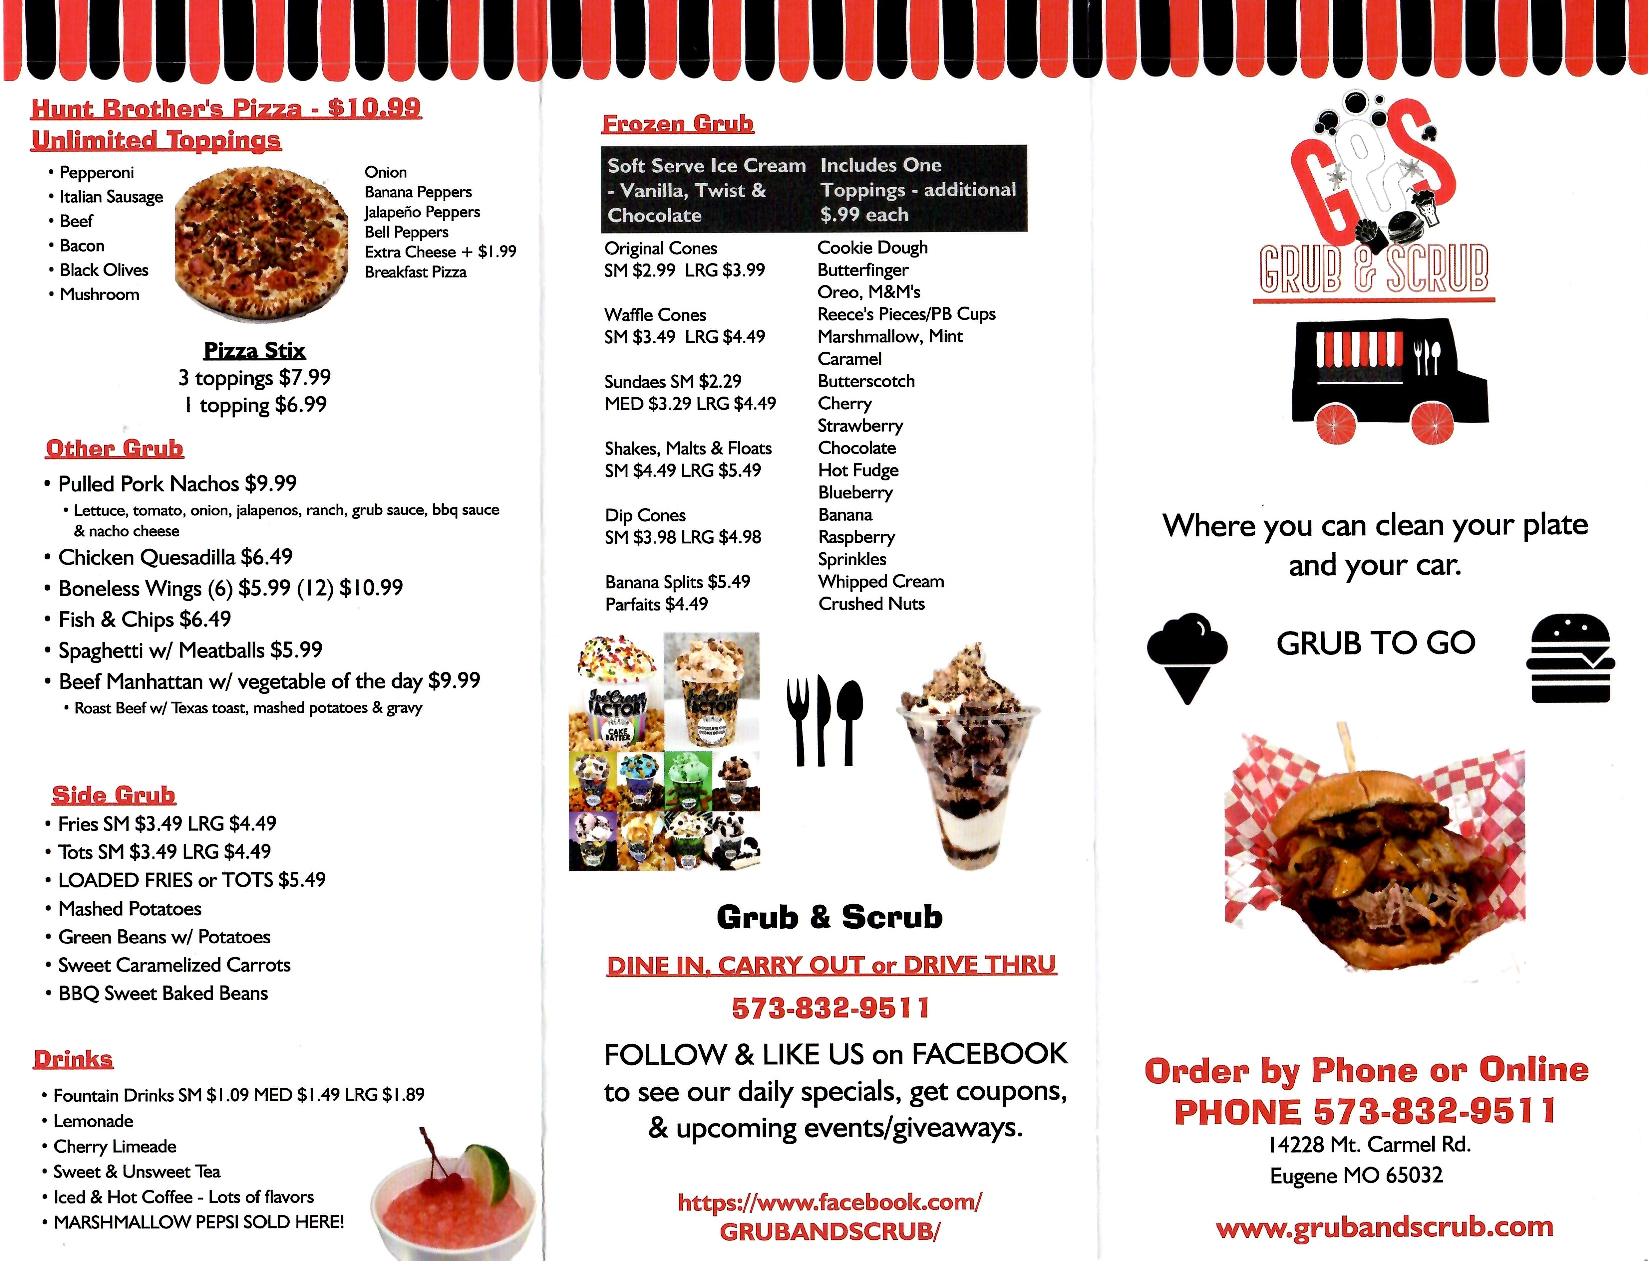 Hunt Brother's Pizza - $10.99
Unlimited Toppings
• Pepperoni
• Italian Sausage
• Beef
• Bacon
• Black Olives
• Mushroom
Onion
Banana Peppers
Jalapeño Peppers
Bell Peppers
Extra Cheese + $1.99
Breakfast Pizza
Pizza Stix
3 toppings $7.99
1 topping $6.99
Other Grub
• Pulled Pork Nachos $9.99
• Lettuce, tomato, onion, jalapenos, ranch, grub sauce, bbq sauce
& nacho cheese
• Chicken Quesadilla $6.49
• Boneless Wings (6) $5.99 (12) $10.99
• Fish & Chips $6.49
• Spaghetti w/ Meatballs $5.99
• Beef Manhattan w/ vegetable of the day $9.99
• Roast Beef w/ Texas toast, mashed potatoes & gravy
Side Grub
• Fries SM $3.49 LRG $4.49
• Tots SM $3.49 LRG $4.49
• LOADED FRIES or TOTS $5.49
• Mashed Potatoes
• Green Beans w/ Potatoes
• Sweet Caramelized Carrots
• BBQ Sweet Baked Beans
Drinks
• Fountain Drinks SM $1.09 MED $1.49 LRG $1.89
• Lemonade
• Cherry Limeade
• Sweet & Unsweet Tea
• Iced & Hot Coffee - Lots of flavors
• MARSHMALLOW PEPSI SOLD HERE!
Frozen Grub
Soft Serve Ice Cream
- Vanilla, Twist &
Chocolate
Includes One
Toppings - additional
$.99 each
Original Cones
SM $2.99 LRG $3.99
Waffle Cones
SM $3.49 LRG $4.49
Sundaes SM $2.29
MED $3.29 LRG $4.49
Shakes, Malts & Floats
SM $4.49 LRG $5.49
Dip Cones
SM $3.98 LRG $4.98
Banana Splits $5.49
Parfaits $4.49
Cookie Dough
Butterfinger
Oreo, M&M's
Reece's Pieces/PB Cups
Marshmallow, Mint
Caramel
Butterscotch
Cherry
Strawberry
Chocolate
Hot Fudge
Blueberry
Banana
Raspberry
Sprinkles
Whipped Cream
Crushed Nuts
Ice Cream
FACTORY
CAKE
BATTER
Ice Cream
FACTORY
Grub & Scrub
DINE IN, CARRY OUT or DRIVE THRU
573-832-9511
FOLLOW & LIKE US on FACEBOOK
to see our daily specials, get coupons,
& upcoming events/giveaways.
https://www.facebook.com/
GRUBANDSCRUB/
G&S
GRUB & SCRUB
Where you can clean your plate
and your car.
GRUB TO GO
Order by Phone or Online
PHONE 573-832-9511
14228 Mt. Carmel Rd.
Eugene MO 65032
www.grubandscrub.com